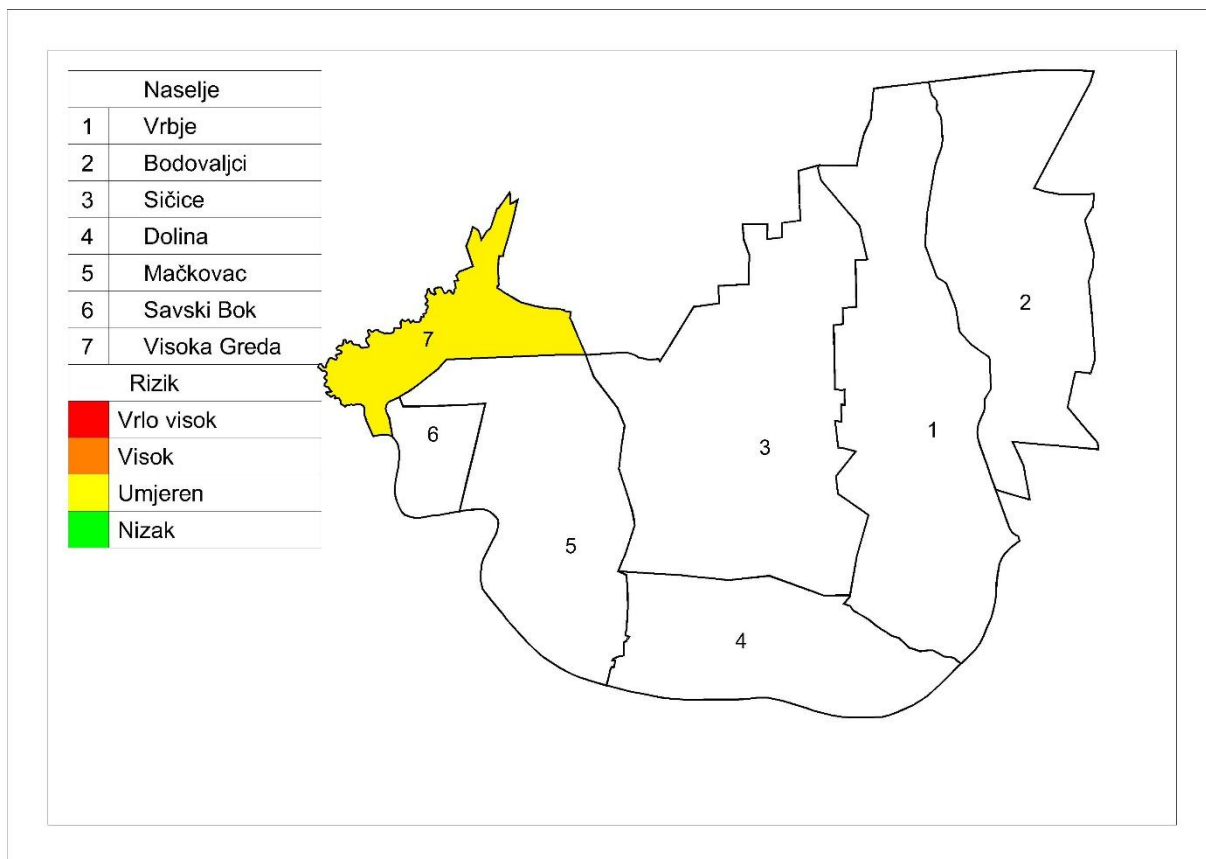 Naselje
1 Vrbje
2 Bodovaljci
3 Sičice
4 Dolina
5 Mačkovac
6 Savski Bok
7 Visoka Greda
Rizik
Vrlo visok
Visok
Umjeren
Nizak
2
7
1
6
3
5
4